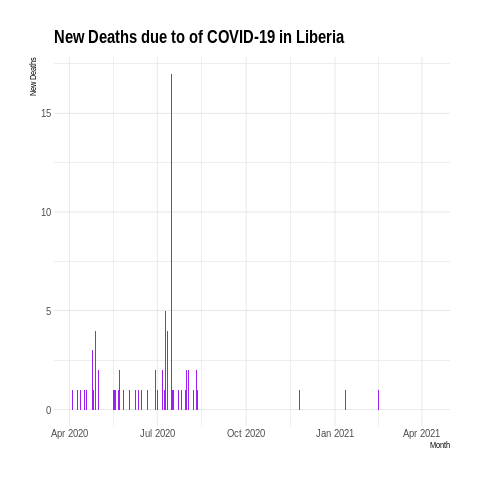 New Deaths due to of COVID-19 in Liberia
New Deaths
15
10
5
0
Apr 2020 Jul 2020 Oct 2020 Jan 2021 Apr 2021
Month